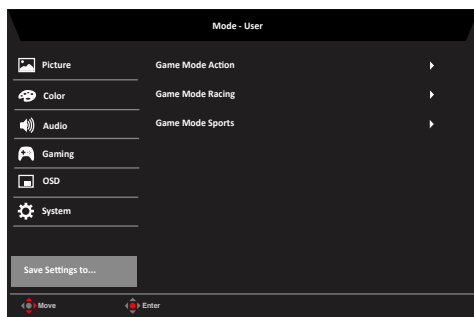 Mode - User
Picture
Color
Audio
Gaming
OSD
System
Save Settings to...
Game Mode Action
Game Mode Racing
Game Mode Sports
Move
Enter